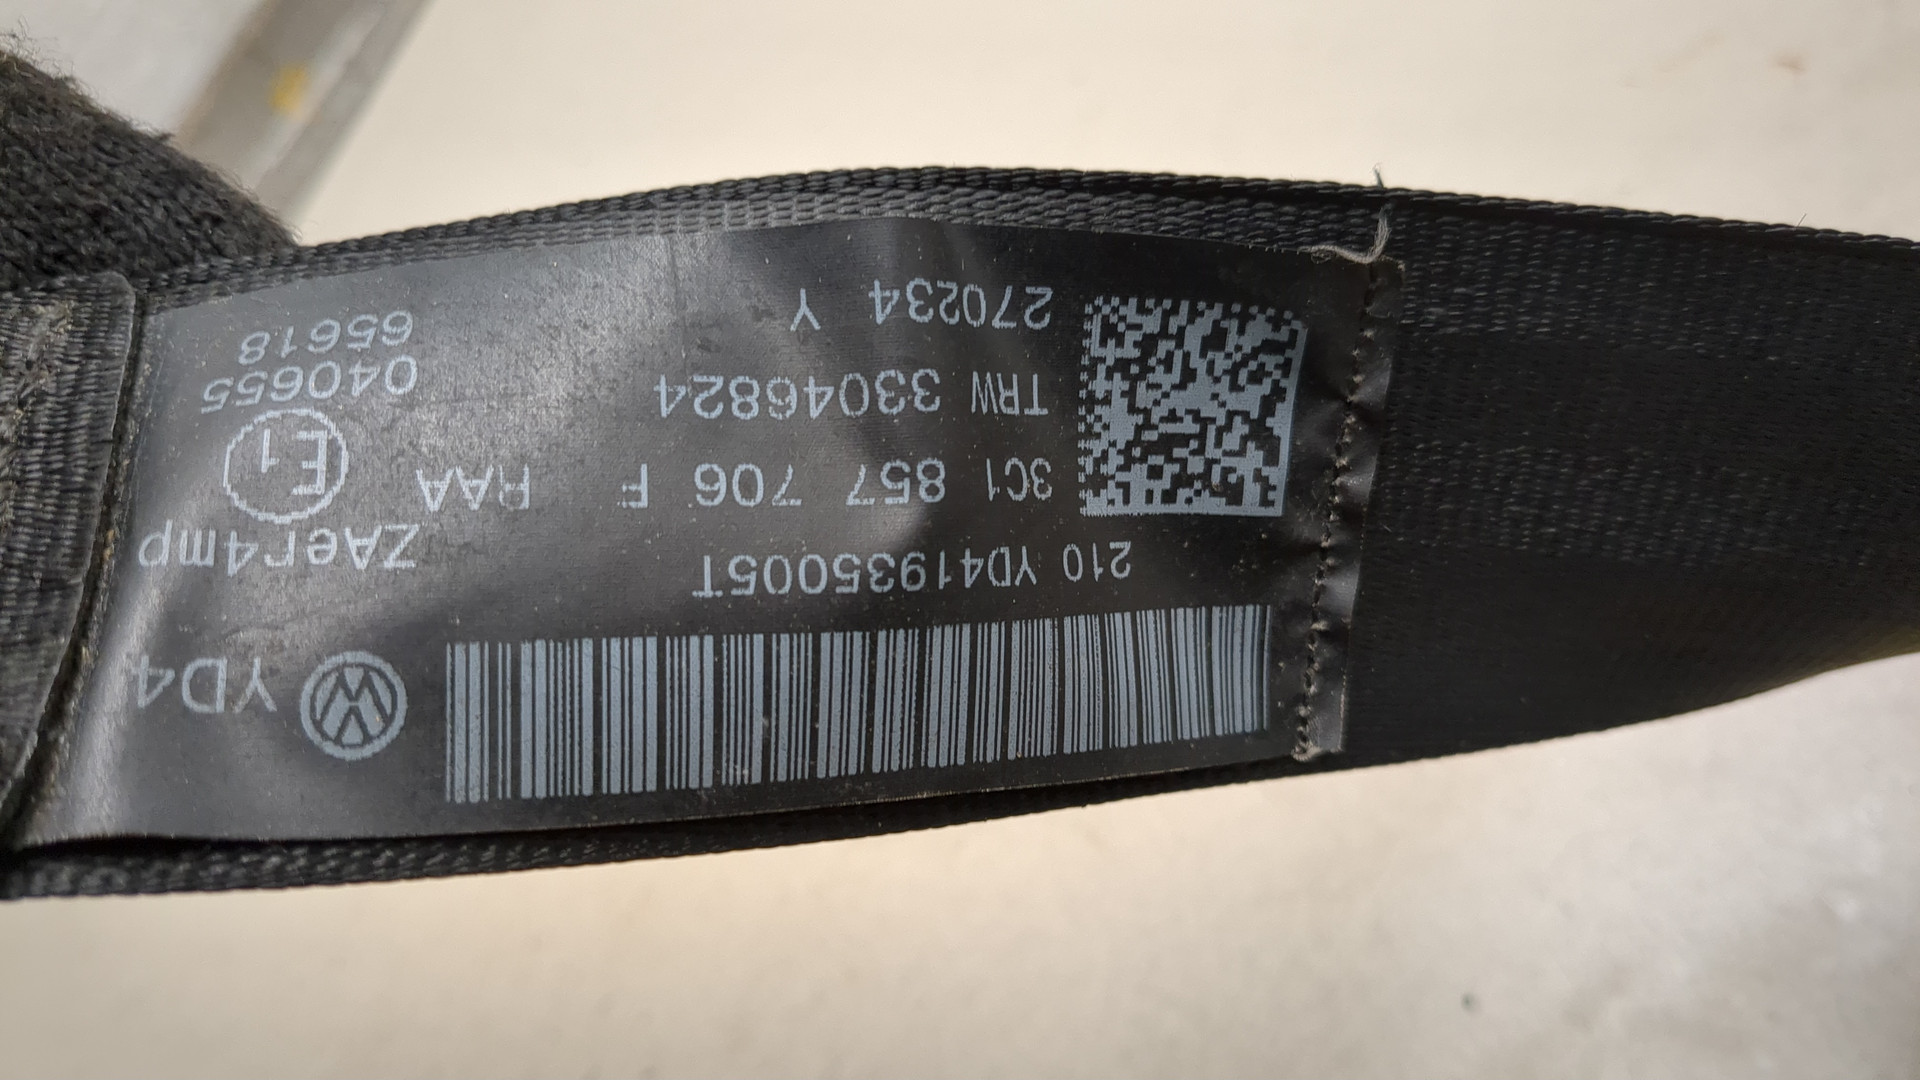 YD4
210 YD41935005T
ZAer4mp
3C1 857 706 F RAA
E1
TRW 33046824
040655
270234 Y
65618